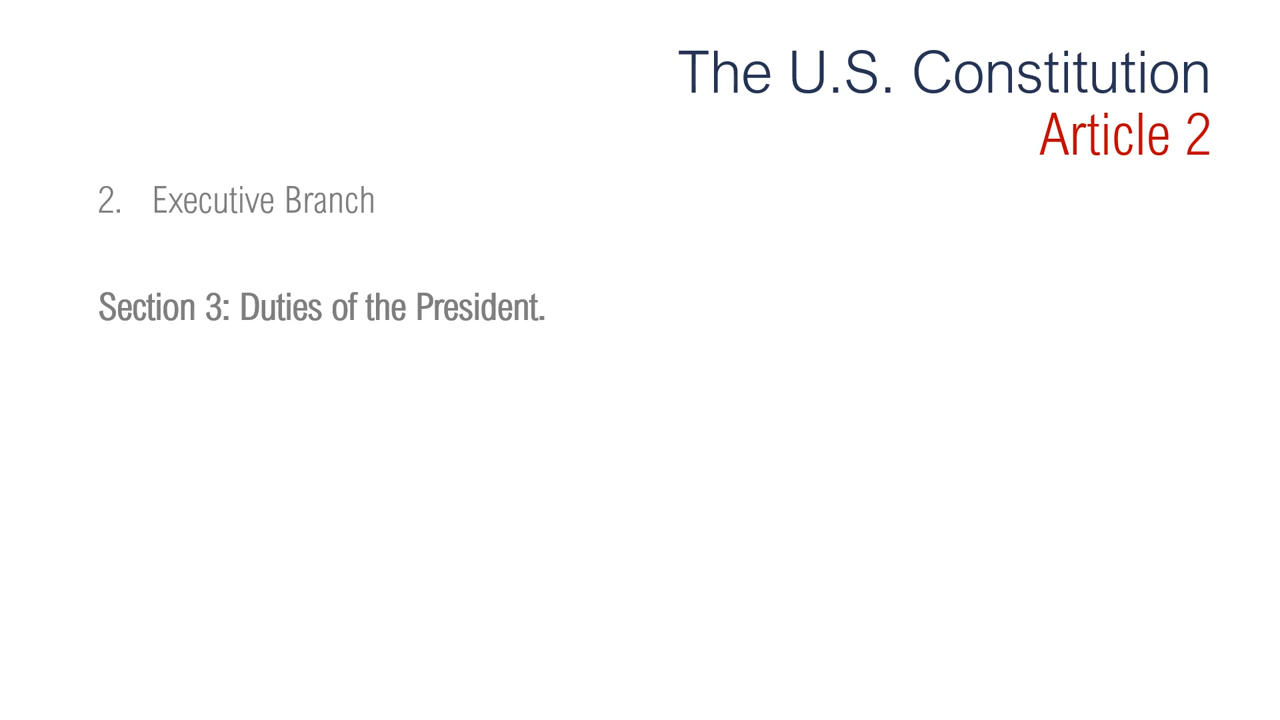 The U.S. Constitution
Article 2
2. Executive Branch
Section 3: Duties of the President.